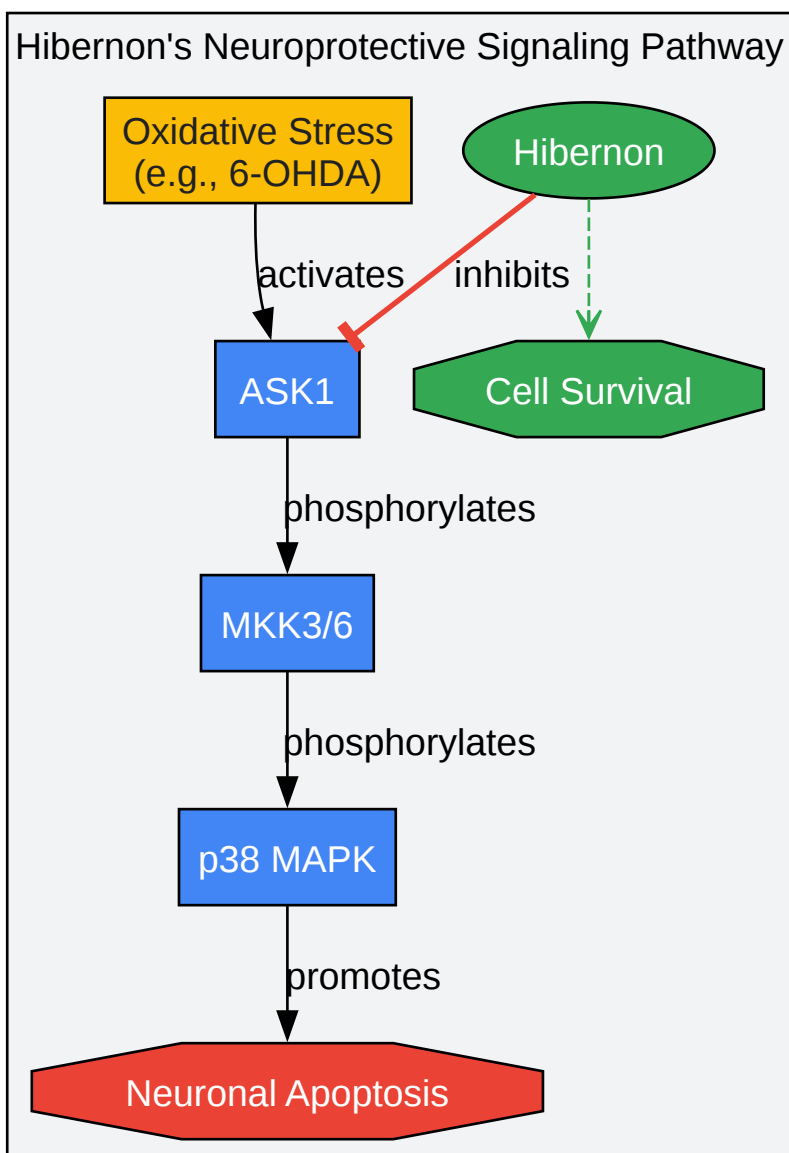 Hibernon's Neuroprotective Signaling Pathway
Oxidative Stress
(e.g., 6-OHDA)
Hibernon
activates
inhibits
ASK1
Cell Survival
phosphorylates
MKK3/6
phosphorylates
p38 MAPK
promotes
Neuronal Apoptosis